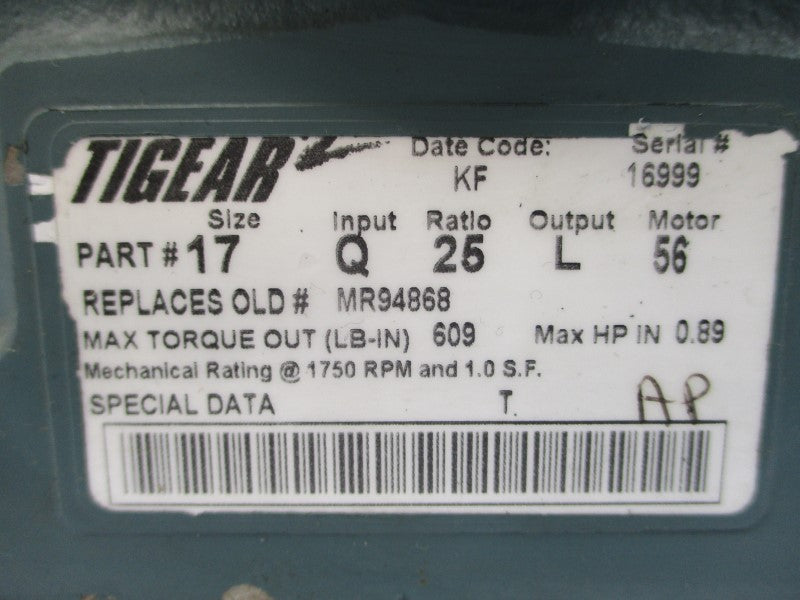 TIGEAR
Date Code: Serial #
KF 16999
Size Input Ratio Output Motor
PART # 17 Q 25 L 56
REPLACES OLD # MR94868
MAX TORQUE OUT (LB-IN) 609 Max HP IN 0.89
Mechanical Rating @ 1750 RPM and 1.0 S.F.
SPECIAL DATA T. AP